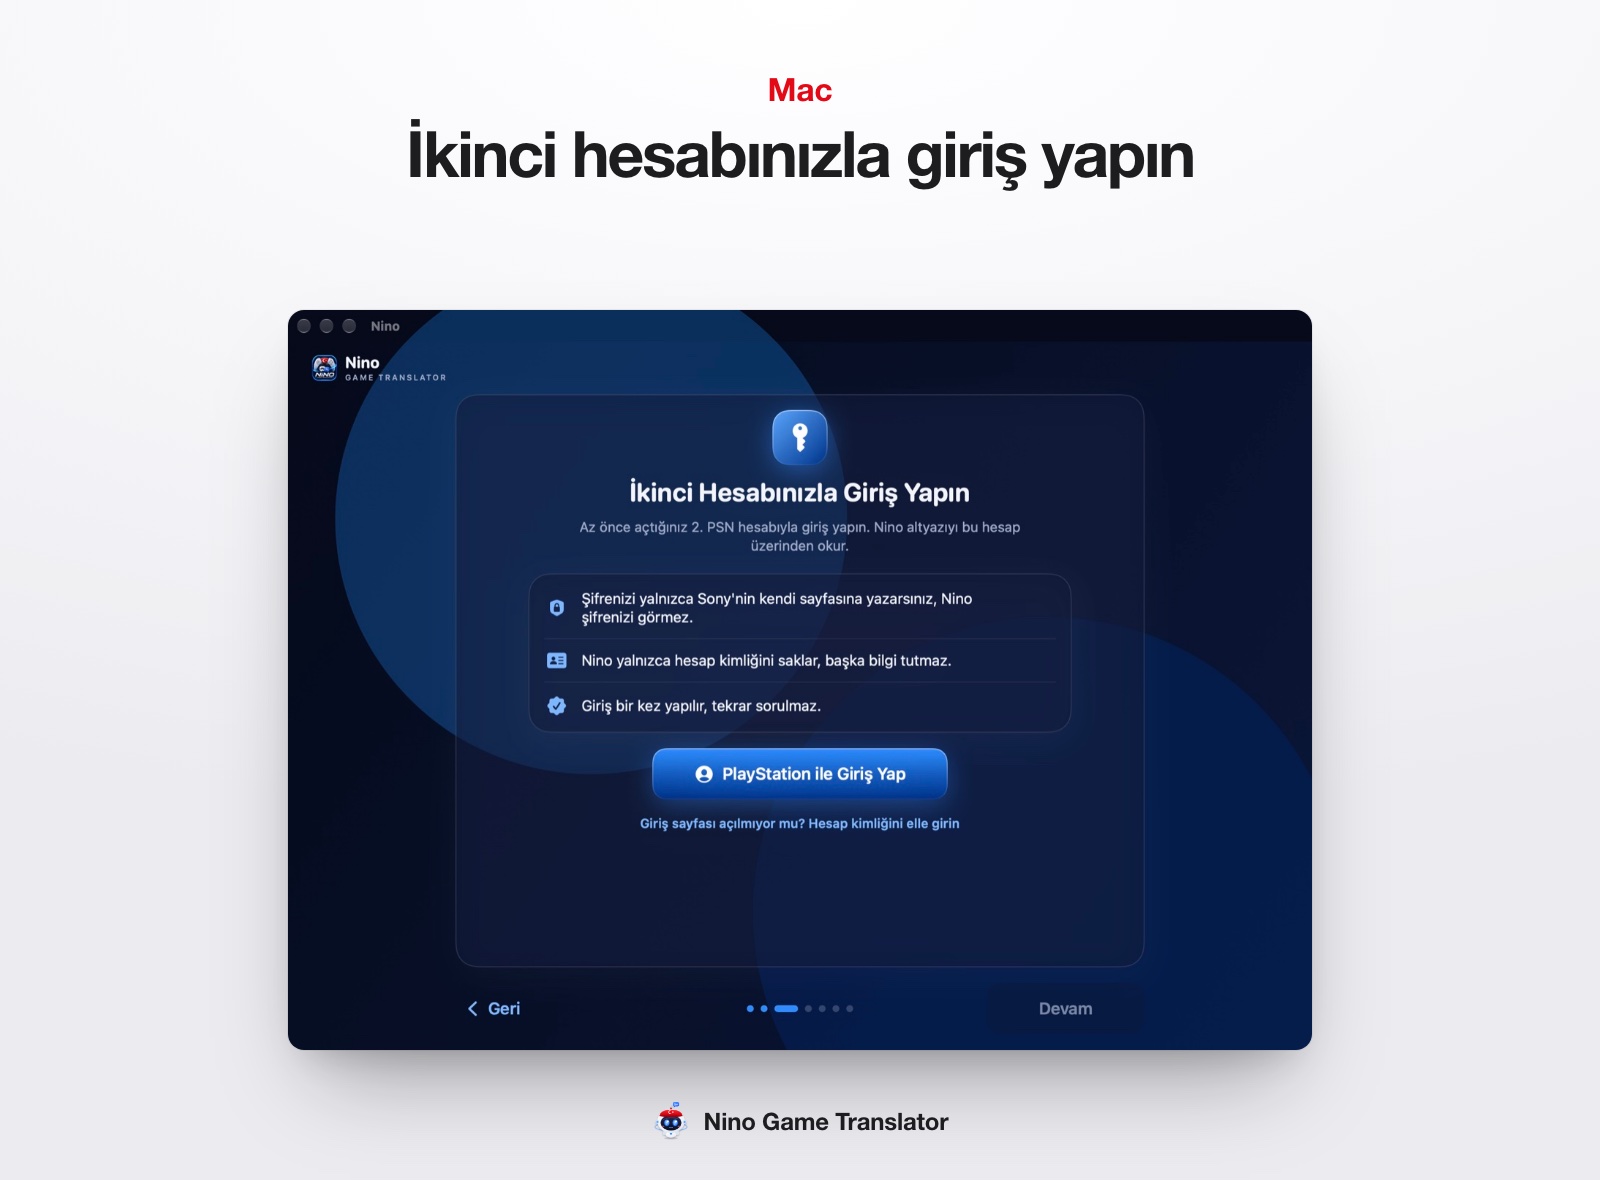 Mac
İkinci hesabınızla giriş yapın
Nino
Nino
GAME TRANSLATOR
İkinci Hesabınızla Giriş Yapın
Az önce açtığınız 2. PSN hesabıyla giriş yapın. Nino altyazıyı bu hesap
üzerinden okur.
Şifrenizi yalnızca Sony'nin kendi sayfasına yazarsınız, Nino
şifrenizi görmez.
Nino yalnızca hesap kimliğini saklar, başka bilgi tutmaz.
Giriş bir kez yapılır, tekrar sorulmaz.
PlayStation ile Giriş Yap
Giriş sayfası açılmıyor mu? Hesap kimliğini elle girin
Geri
Devam
Nino Game Translator